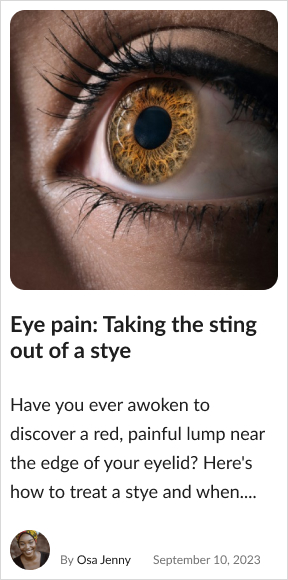 Eye pain: Taking the sting
out of a stye
Have you ever awoken to
discover a red, painful lump near
the edge of your eyelid? Here's
how to treat a stye and when....
By Osa Jenny September 10, 2023